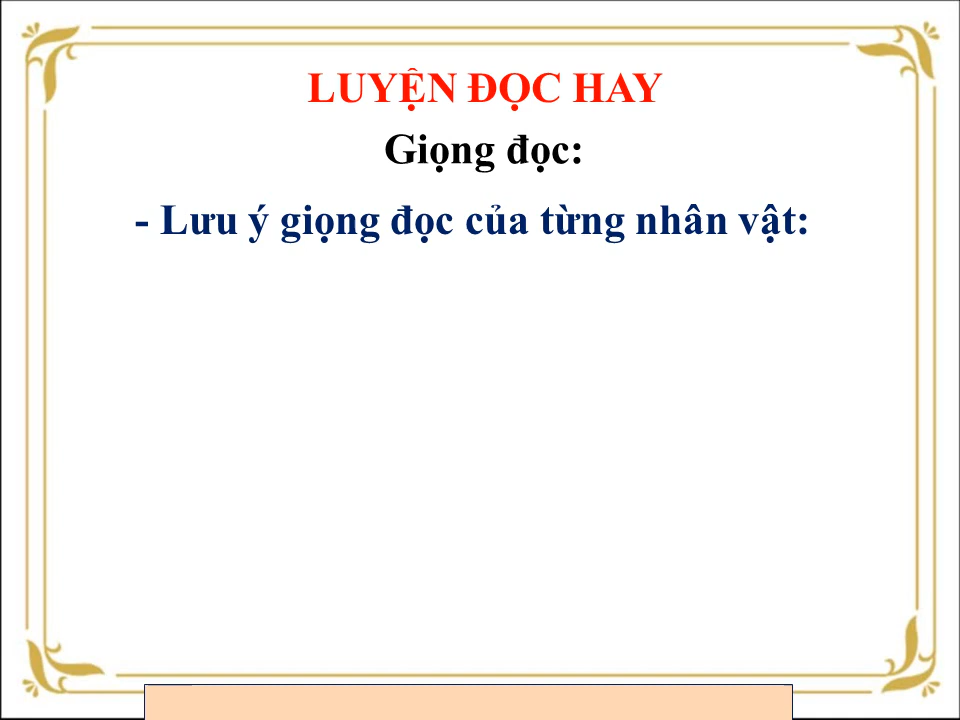 LUYỆN ĐỌC HAY
Giọng đọc:
- Lưu ý giọng đọc của từng nhân vật: